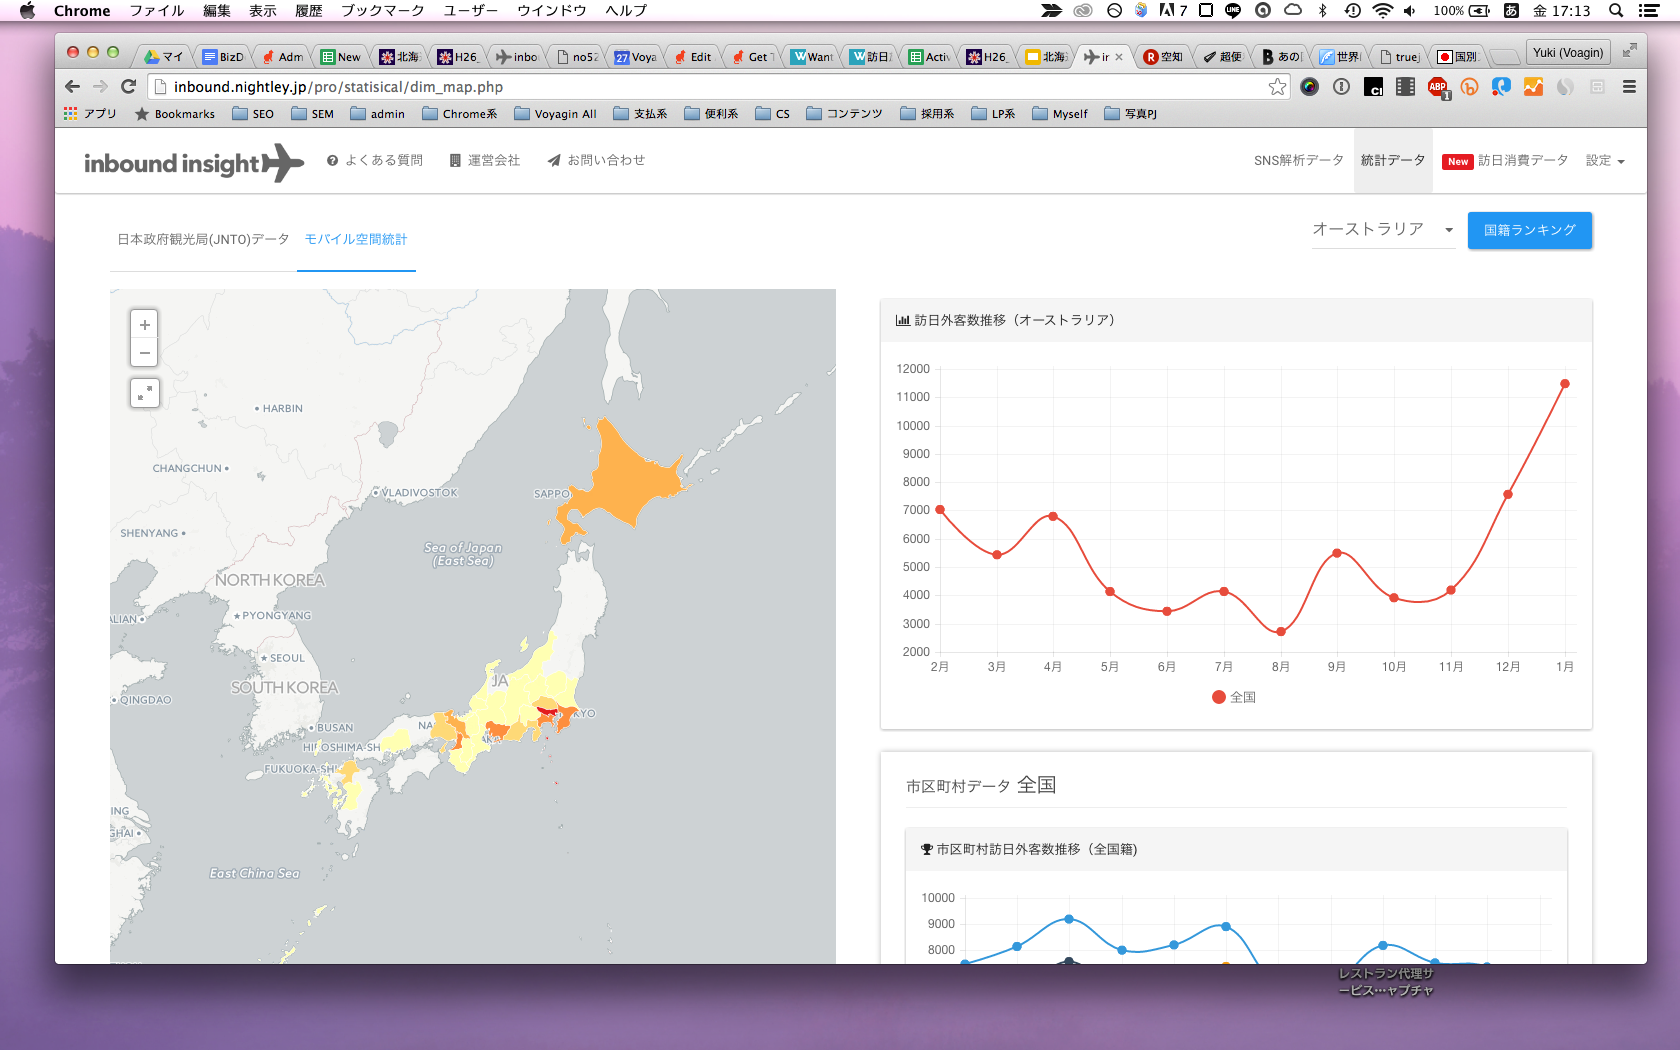 Chrome ファイル 編集 表示 履歴 ブックマーク ユーザー ウインドウ ヘルプ 7 LINE 100% あ 金 17:13
マイ BizD Adm New 北海 H26_ inbo no52 27 Voya Edit Get T Want 訪日 Activ H26_ 北海 ir × R 空知 超便 B あの 世界 truej 国別 Yuki (Voagin)
inbound.nightley.jp/pro/statisical/dim_map.php CI ABP 1
アプリ Bookmarks SEO SEM admin Chrome系 Voyagin All 支払系 便利系 CS コンテンツ 採用系 LP系 Myself 写真PJ
inbound insight よくある質問 運営会社 お問い合わせ SNS解析データ 統計データ New 訪日消費データ 設定
日本政府観光局(JNTO)データ モバイル空間統計 オーストラリア 国籍ランキング
+
−
HARBIN
CHANGCHUN
VLADIVOSTOK
SAPPO
SHENYANG
Sea of Japan
(East Sea)
NORTH KOREA
PYONGYANG
ALIAN
SEOUL
SOUTH KOREA
JA
QINGDAO
KYO
NA
BUSAN
HIROSHIMA-SH
AKA
FUKUOKA-SHI
ING
GHAI
East China Sea
訪日外客数推移（オーストラリア）
12000
11000
10000
9000
8000
7000
6000
5000
4000
3000
2000
2月 3月 4月 5月 6月 7月 8月 9月 10月 11月 12月 1月
全国
市区町村データ 全国
市区町村訪日外客数推移（全国籍)
10000
9000
8000
レストラン代理サ
ービス…ャプチャ